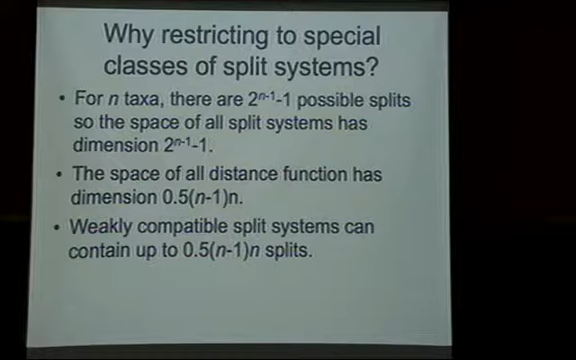 Why restricting to special
classes of split systems?
• For n taxa, there are 2ⁿ⁻¹-1 possible splits
so the space of all split systems has
dimension 2ⁿ⁻¹-1.
• The space of all distance function has
dimension 0.5(n-1)n.
• Weakly compatible split systems can
contain up to 0.5(n-1)n splits.